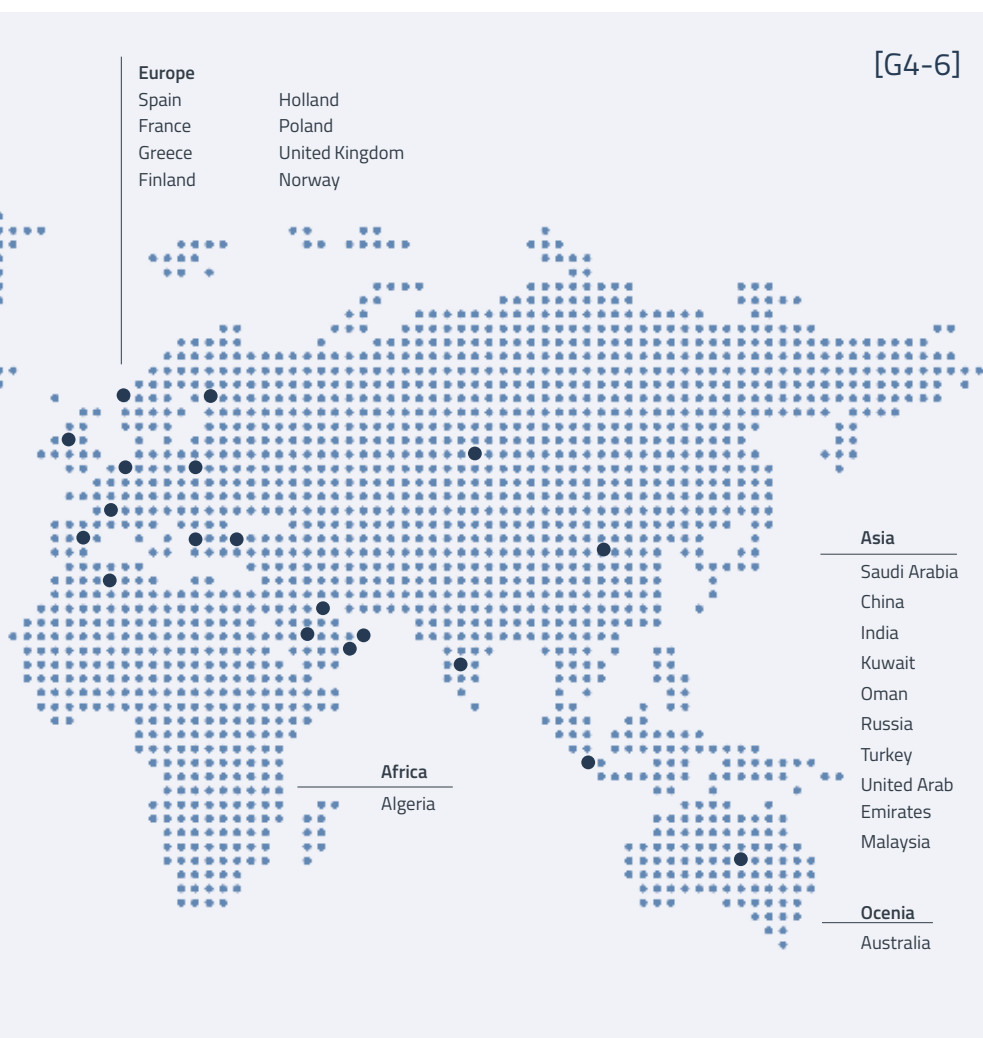 [G4-6]
Europe
Spain
France
Greece
Finland
Holland
Poland
United Kingdom
Norway
Asia
Saudi Arabia
China
India
Kuwait
Oman
Russia
Turkey
United Arab
Emirates
Malaysia
Africa
Algeria
Ocenia
Australia